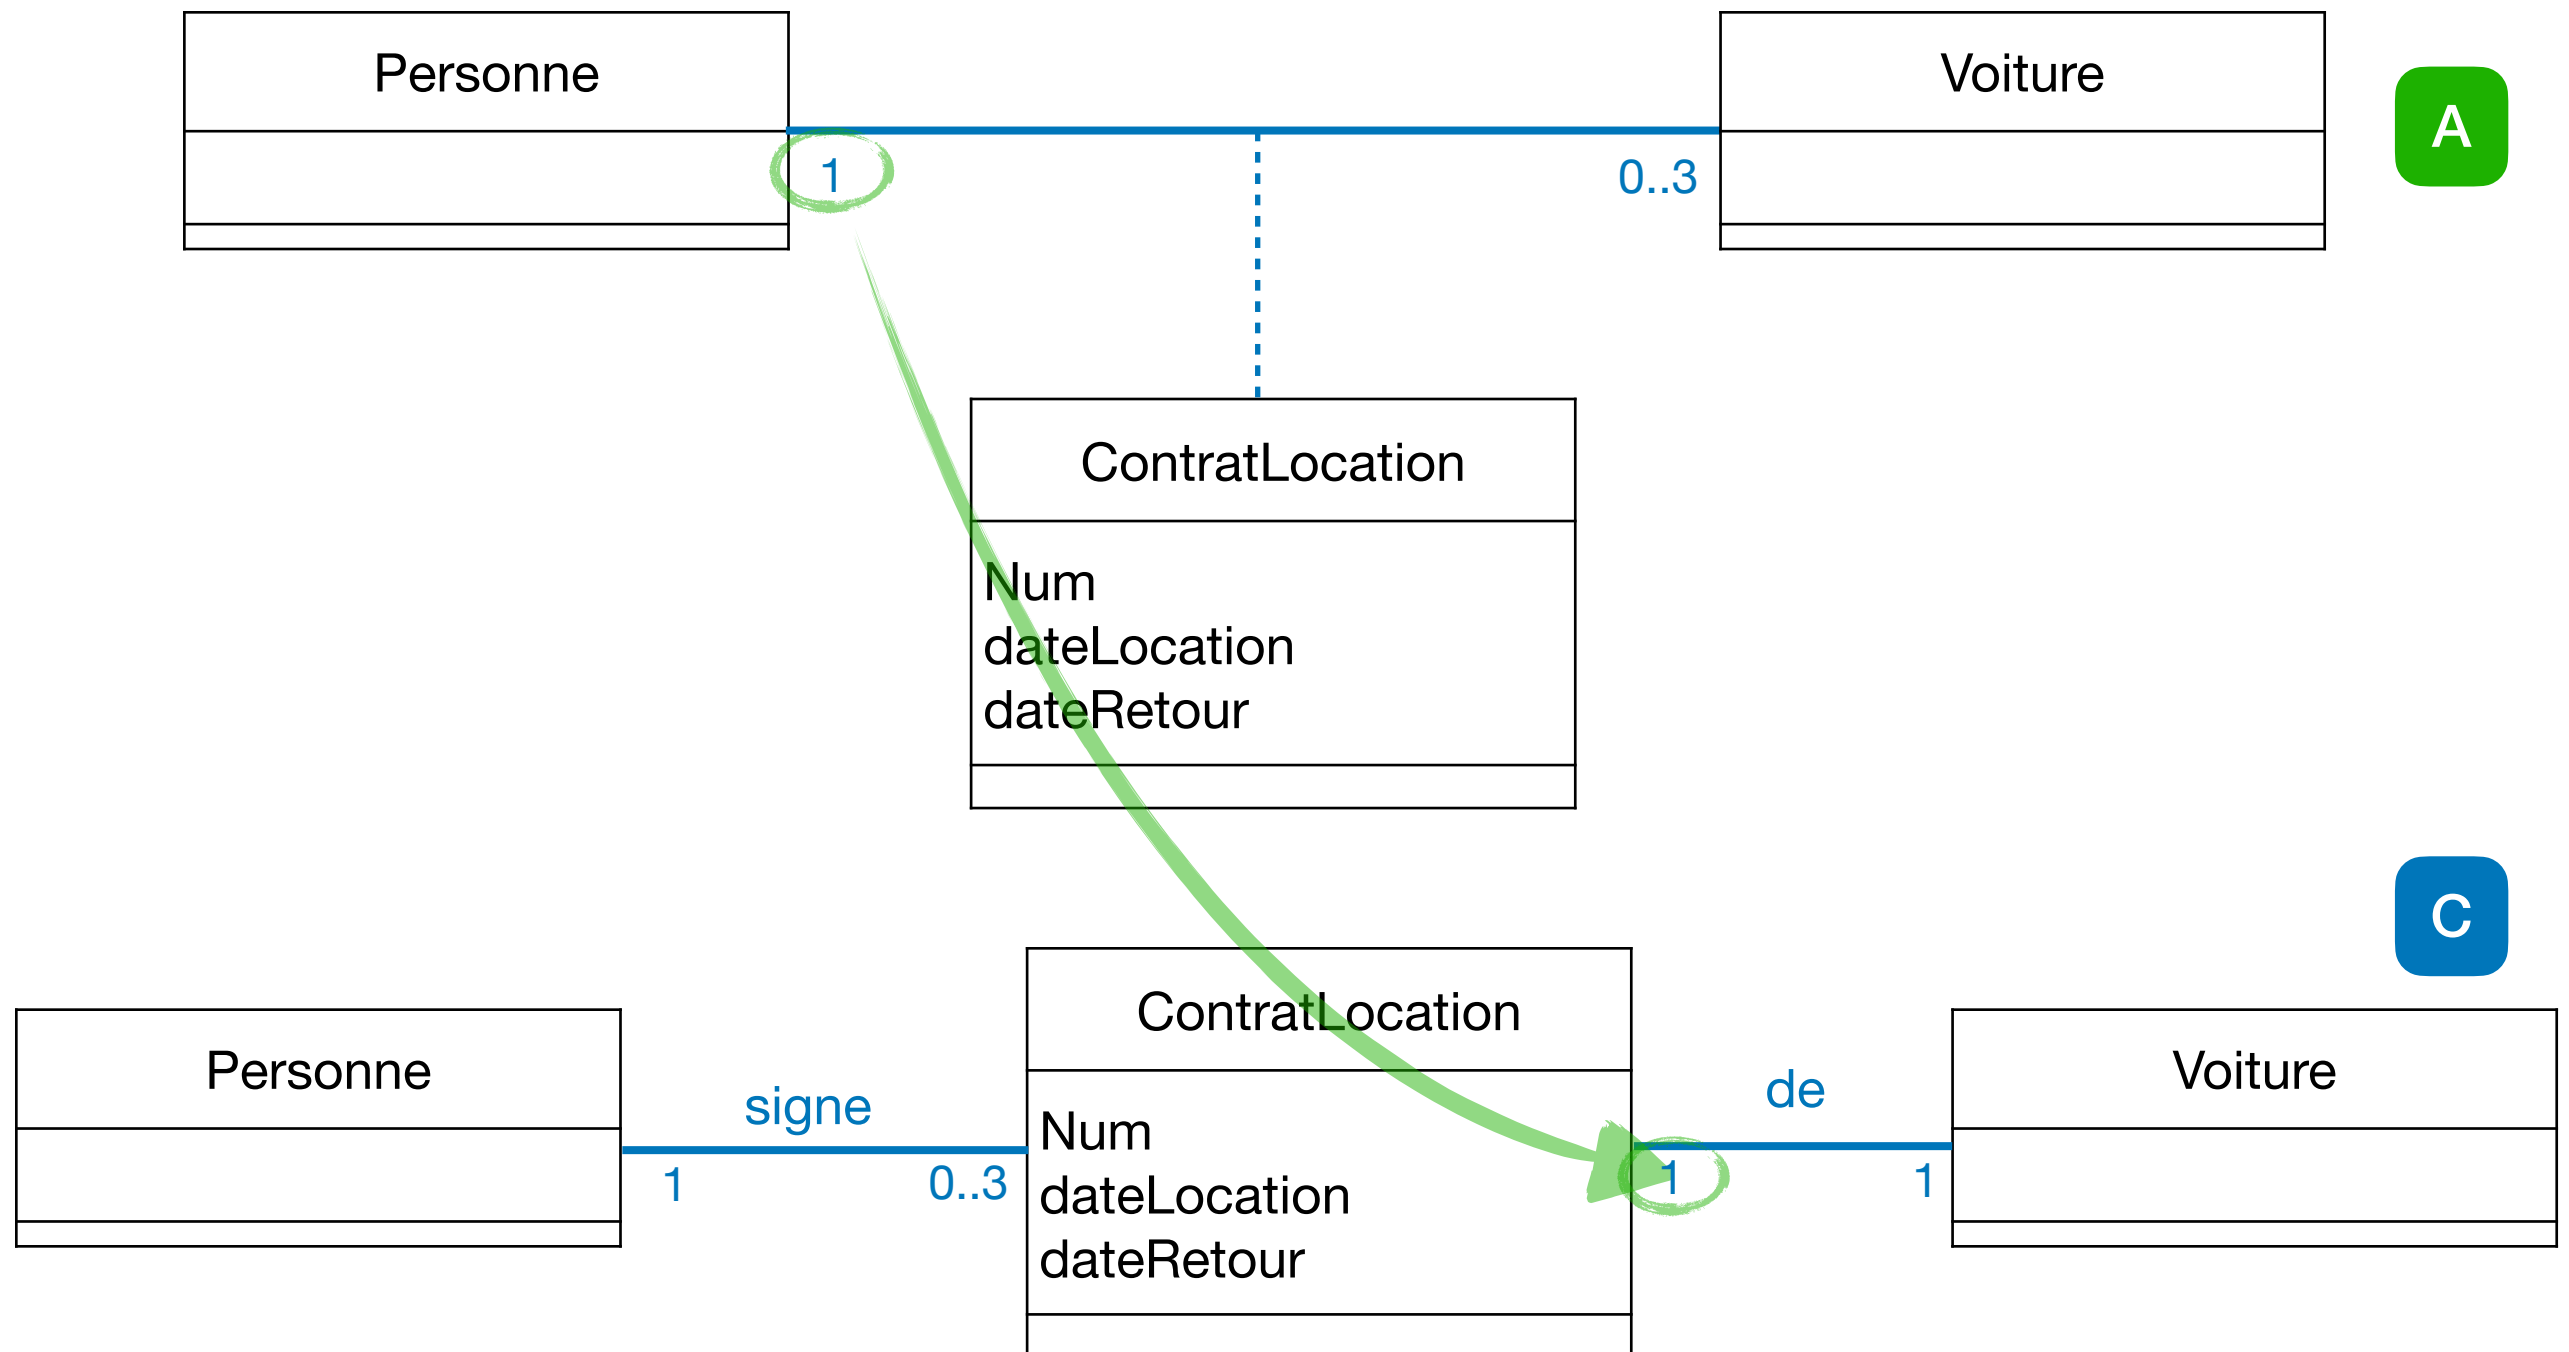 Personne
Voiture
A
1
0..3
ContratLocation
Num
dateLocation
dateRetour
C
Personne
signe
1
0..3
ContratLocation
Num
dateLocation
dateRetour
de
1
1
Voiture